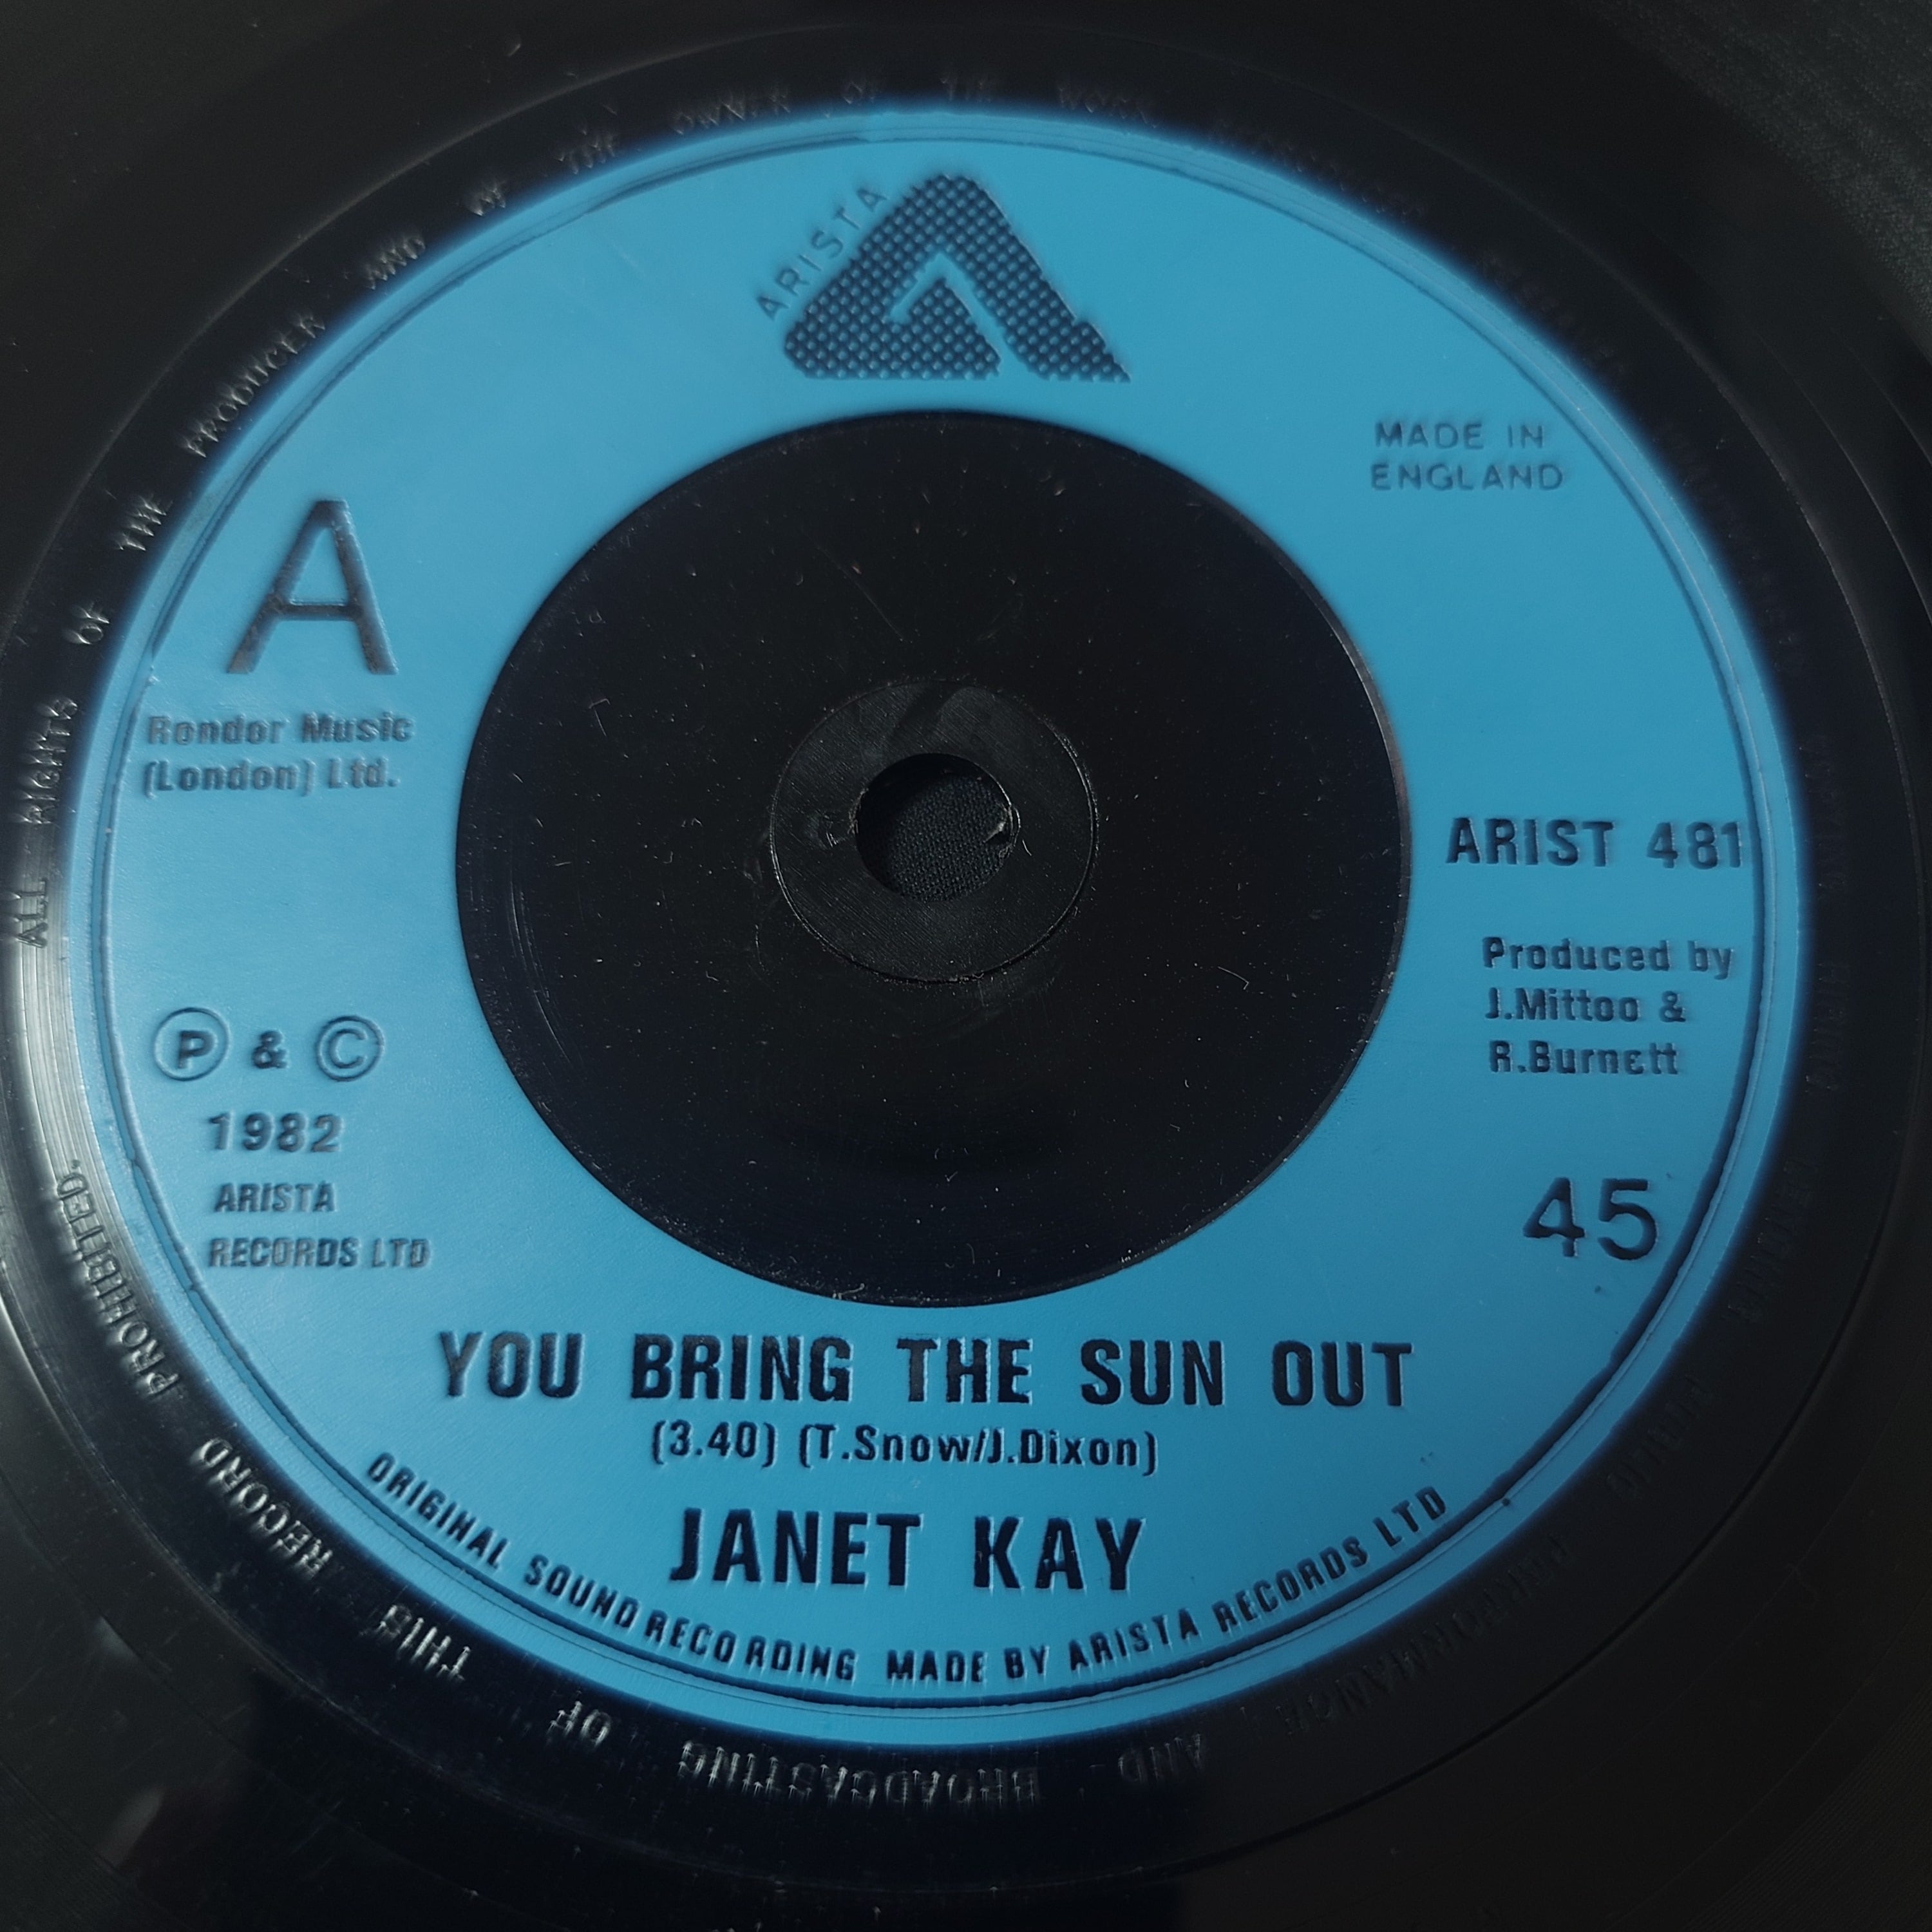 ARISTA
MADE IN
ENGLAND
A
Rondor Music
(London) Ltd.
ARIST 481
Produced by
J.Mittoo &
R.Burnett
Ⓟ & ©
1982
ARISTA
RECORDS LTD
45
YOU BRING THE SUN OUT
(3.40) (T.Snow/J.Dixon)
JANET KAY
ORIGINAL SOUND RECORDING MADE BY ARISTA RECORDS LTD
ALL RIGHTS OF THE PRODUCER AND OF THE OWNER OF THE WORK REPRODUCED
PERFORMANCE AND BROADCASTING OF THIS RECORD PROHIBITED.